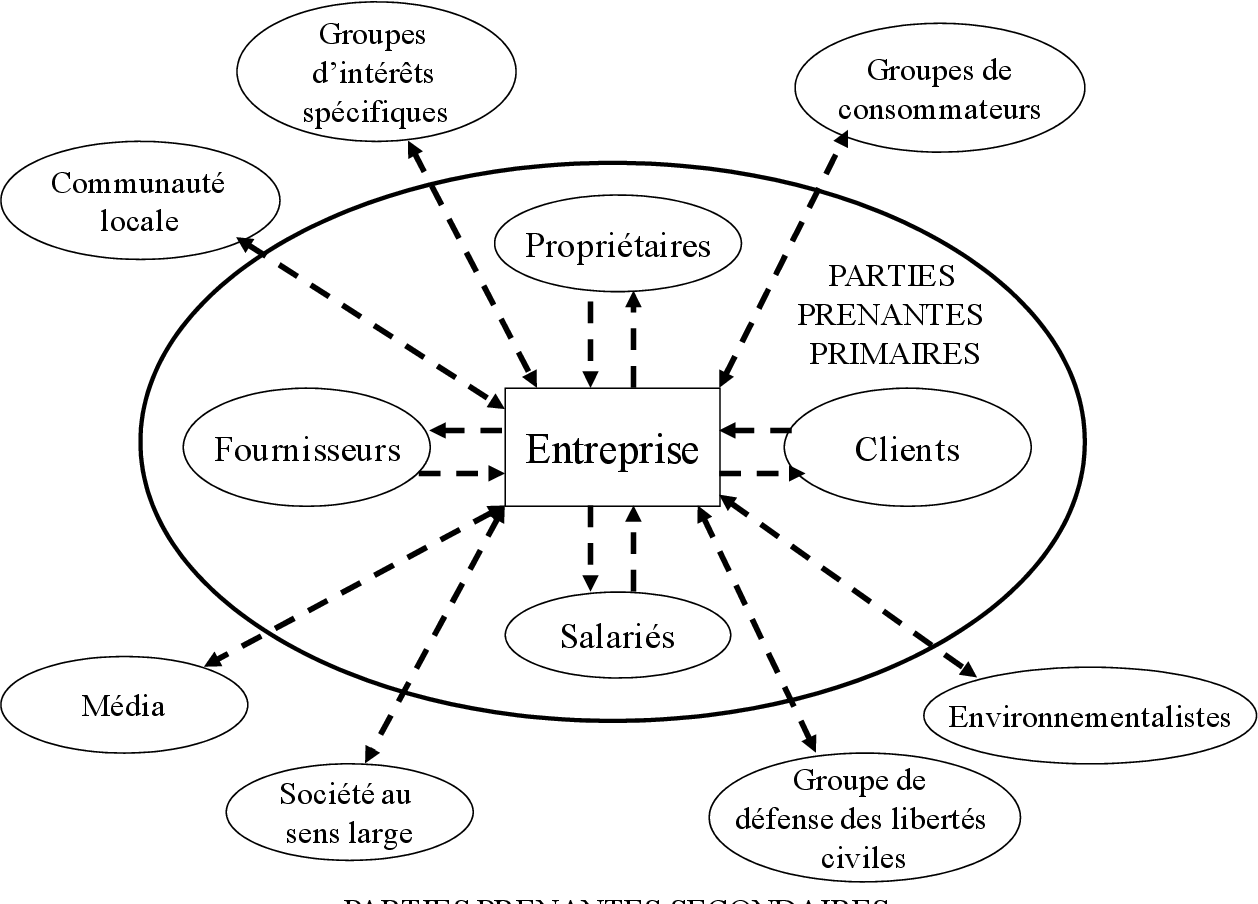 Groupes
d’intérêts
spécifiques
Groupes de
consommateurs
Communauté
locale
Propriétaires
PARTIES
PRENANTES
PRIMAIRES
Fournisseurs
Entreprise
Clients
Salariés
Média
Environnementalistes
Société au
sens large
Groupe de
défense des libertés
civiles
PARTIES PRENANTES SECONDAIRES